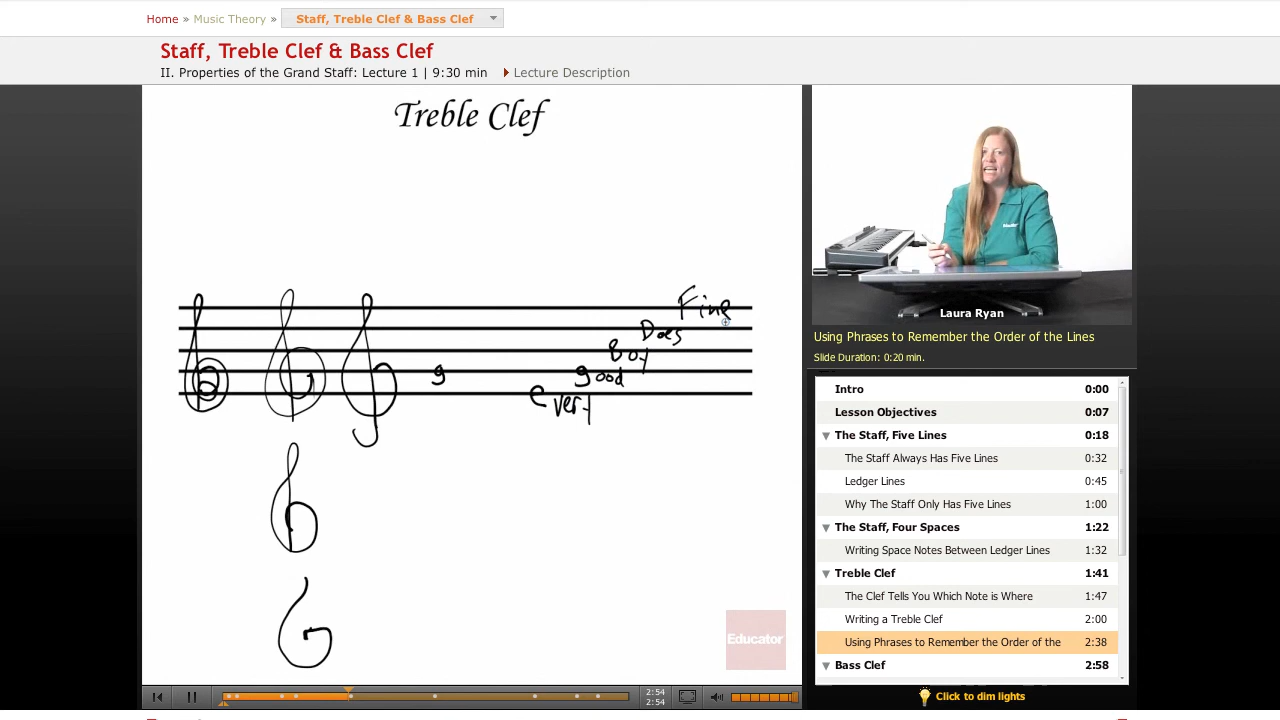 Home » Music Theory » Staff, Treble Clef & Bass Clef
Staff, Treble Clef & Bass Clef
II. Properties of the Grand Staff: Lecture 1 | 9:30 min Lecture Description
Treble Clef
Fine
Does
Boy
g good
Every
Educator
Laura Ryan
Using Phrases to Remember the Order of the Lines
Slide Duration: 0:20 min.
Intro 0:00
Lesson Objectives 0:07
The Staff, Five Lines 0:18
The Staff Always Has Five Lines 0:32
Ledger Lines 0:45
Why The Staff Only Has Five Lines 1:00
The Staff, Four Spaces 1:22
Writing Space Notes Between Ledger Lines 1:32
Treble Clef 1:41
The Clef Tells You Which Note is Where 1:47
Writing a Treble Clef 2:00
Using Phrases to Remember the Order of the 2:38
Bass Clef 2:58
2:54
2:54
Click to dim lights